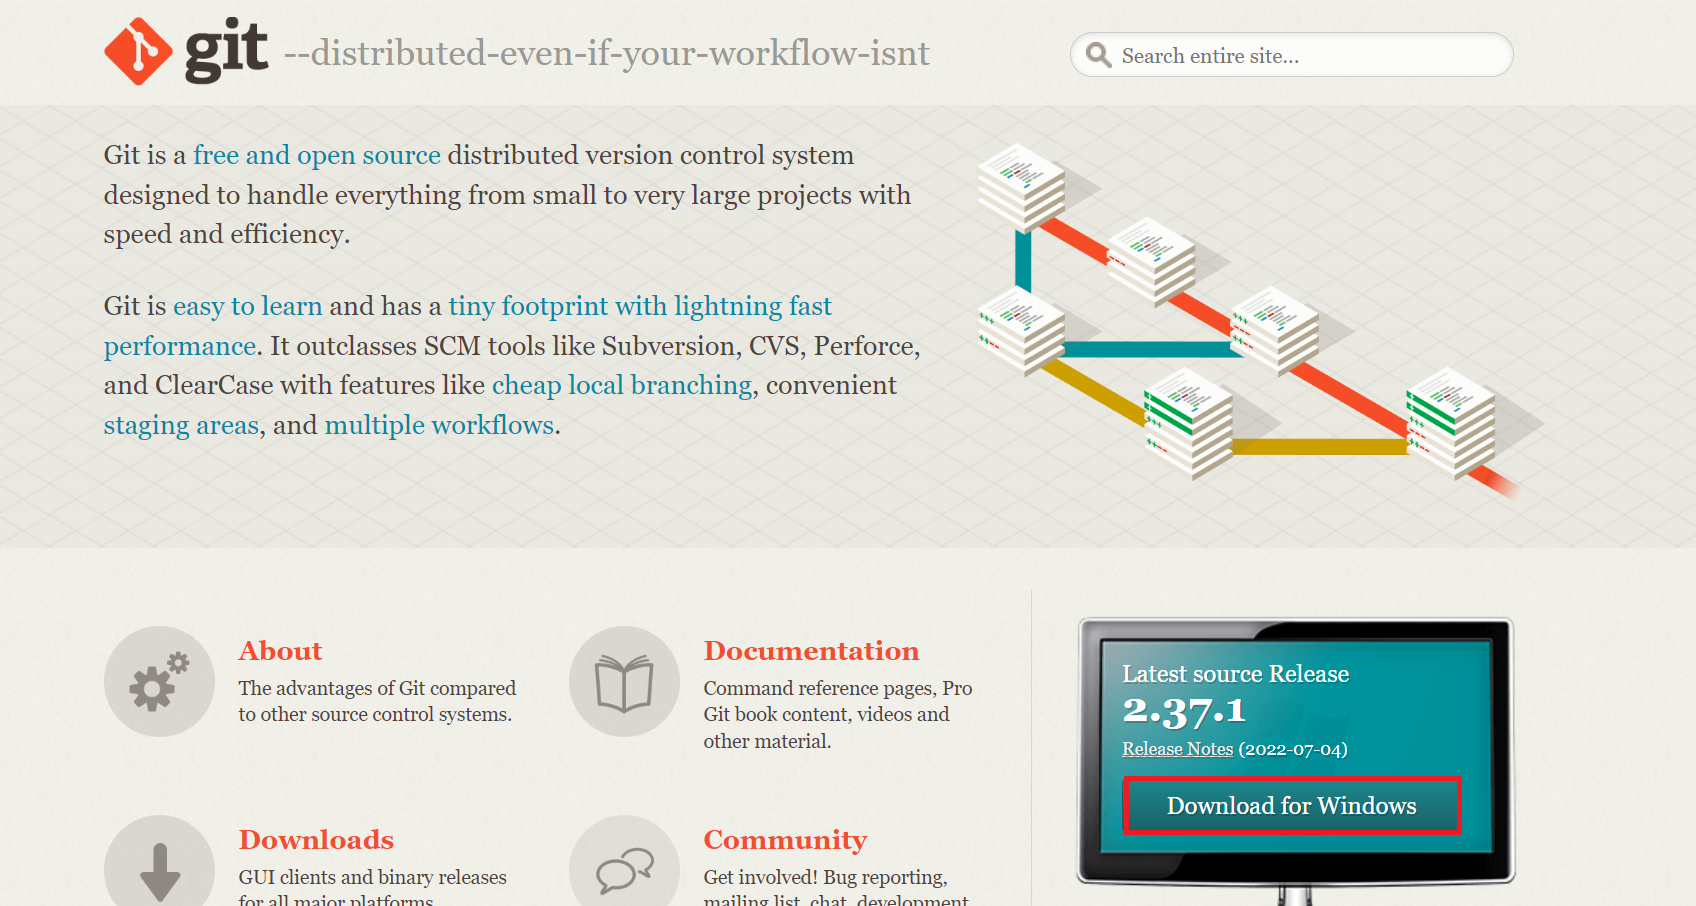 git --distributed-even-if-your-workflow-isnt
Search entire site...
Git is a free and open source distributed version control system
designed to handle everything from small to very large projects with
speed and efficiency.
Git is easy to learn and has a tiny footprint with lightning fast
performance. It outclasses SCM tools like Subversion, CVS, Perforce,
and ClearCase with features like cheap local branching, convenient
staging areas, and multiple workflows.
About
The advantages of Git compared
to other source control systems.
Documentation
Command reference pages, Pro
Git book content, videos and
other material.
Downloads
GUI clients and binary releases
for all major platforms
Community
Get involved! Bug reporting,
mailing list, chat, development
Latest source Release
2.37.1
Release Notes (2022-07-04)
Download for Windows